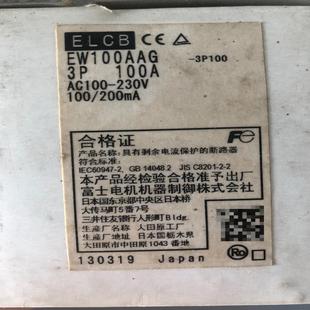 ELCB CE
EW100AAG -3P100
3P 100A
AC100-230V
100/200mA
合格证 Fe
产品名称: 具有剩余电流保护的断路器
符合标准:
IEC60947-2, GB 14048.2 JIS C8201-2-2
本产品经检验合格准予出厂
富士电机机器制御株式会社
日本国东京都中央区日本桥
大传马町5番7号
三井住友银行人形町Bldg.
生产厂名 大田原工厂
生产厂地址 日本国栃木县
大田原市中田原1043 番地
130319 Japan